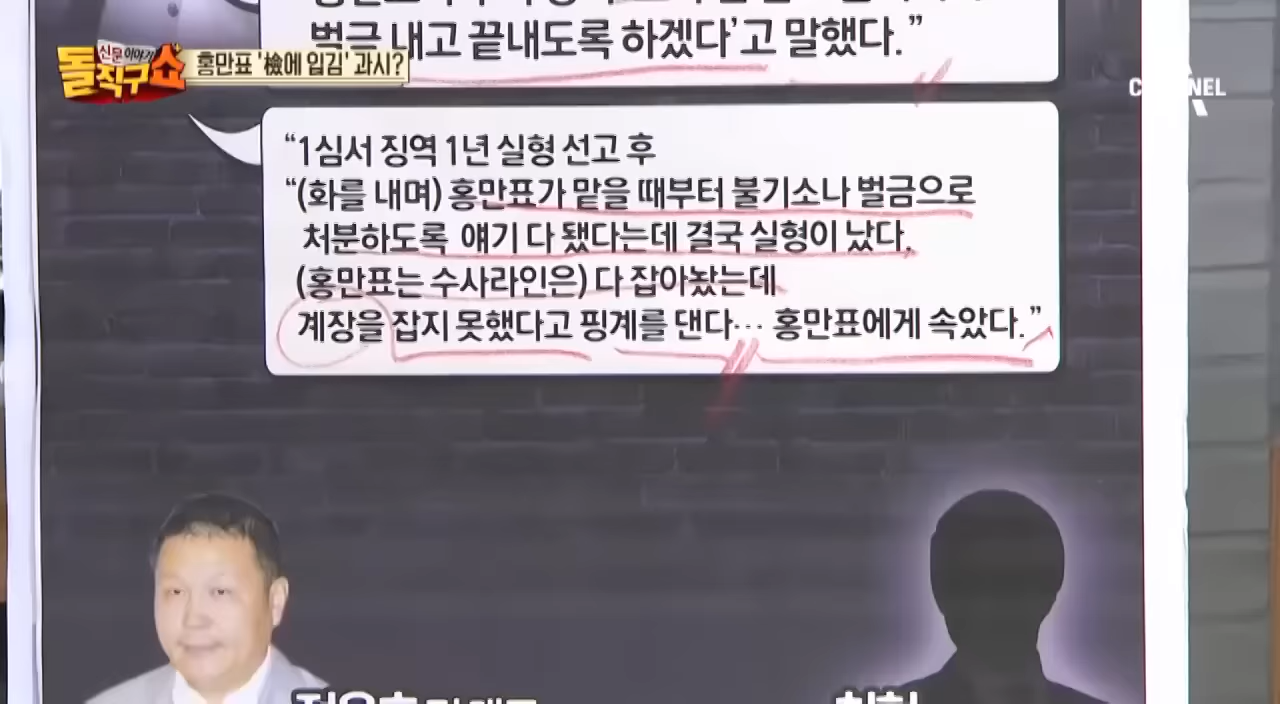 벌금 내고 끝내도록 하겠다’고 말했다.”
돌직구쇼
신문이야기
홍만표 '檢에 입김' 과시?
CHANNEL A
“1심서 징역 1년 실형 선고 후
“(화를 내며) 홍만표가 맡을 때부터 불기소나 벌금으로
처분하도록 얘기 다 됐다는데 결국 실형이 났다.
(홍만표는 수사라인은) 다 잡아놨는데
계장을 잡지 못했다고 핑계를 댄다… 홍만표에게 속았다.”